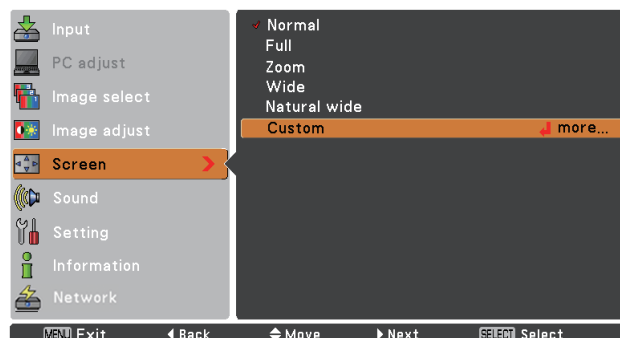 Input
PC adjust
Image select
Image adjust
Screen
Sound
Setting
Information
Network
Normal
Full
Zoom
Wide
Natural wide
Custom more...
MENU Exit Back Move Next SELECT Select